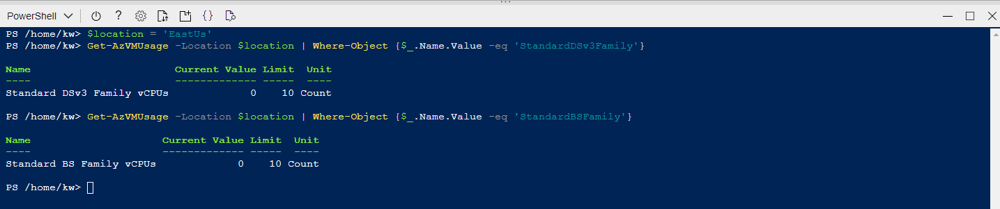 PowerShell
PS /home/kw> $location = 'EastUs'
PS /home/kw> Get-AzVMUsage -Location $location | Where-Object {$_.Name.Value -eq 'StandardDSv3Family'}
Name Current Value Limit Unit
---- ------------- ----- ----
Standard DSv3 Family vCPUs 0 10 Count
PS /home/kw> Get-AzVMUsage -Location $location | Where-Object {$_.Name.Value -eq 'StandardBSFamily'}
Name Current Value Limit Unit
---- ------------- ----- ----
Standard BS Family vCPUs 0 10 Count
PS /home/kw>